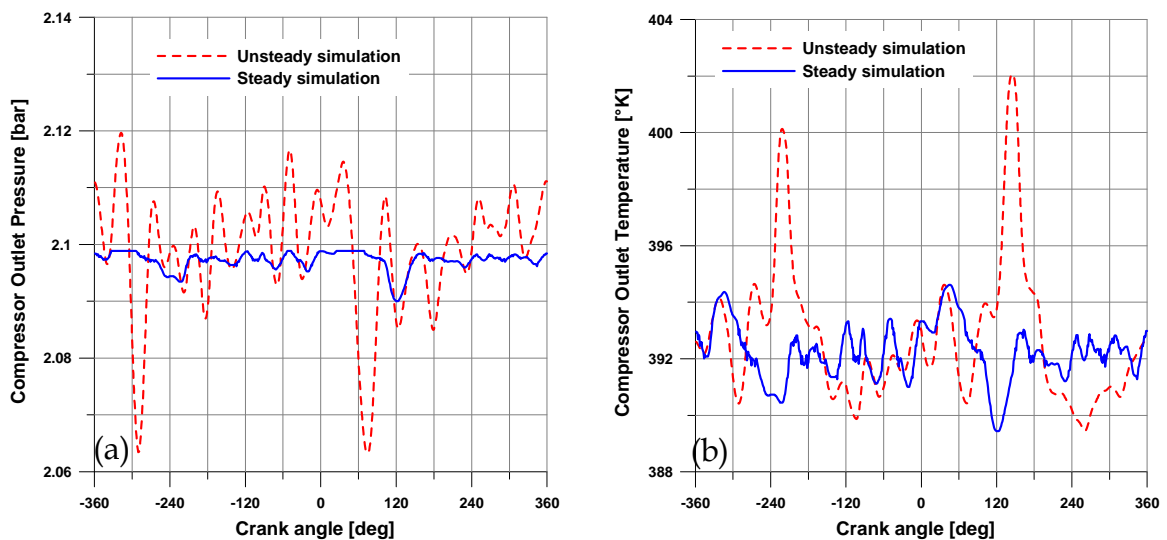 2.14
2.12
2.1
2.08
2.06
Compressor Outlet Pressure [bar]
Unsteady simulation
Steady simulation
(a)
-360
-240
-120
0
120
240
360
Crank angle [deg]
404
400
396
392
388
Compressor Outlet Temperature [°K]
Unsteady simulation
Steady simulation
(b)
-360
-240
-120
0
120
240
360
Crank angle [deg]